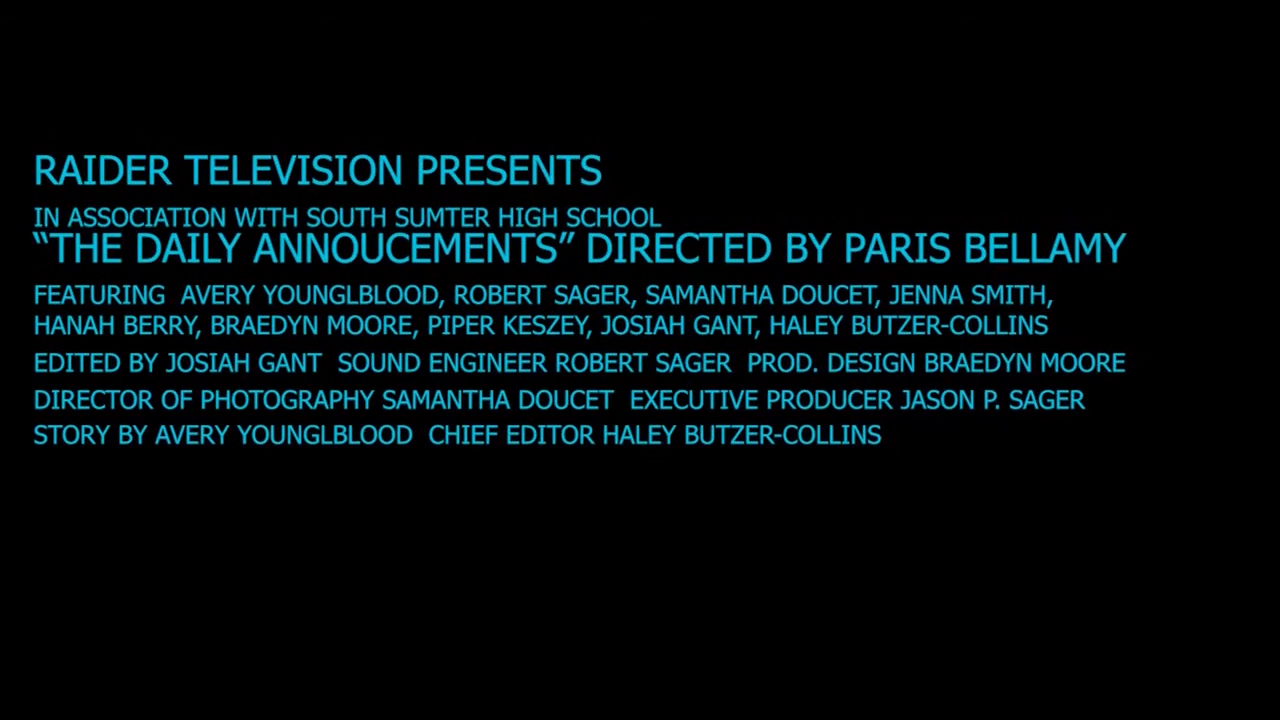 RAIDER TELEVISION PRESENTS
IN ASSOCIATION WITH SOUTH SUMTER HIGH SCHOOL
“THE DAILY ANNOUCEMENTS” DIRECTED BY PARIS BELLAMY
FEATURING  AVERY YOUNGLBLOOD, ROBERT SAGER, SAMANTHA DOUCET, JENNA SMITH,
HANAH BERRY, BRAEDYN MOORE, PIPER KESZEY, JOSIAH GANT, HALEY BUTZER-COLLINS
EDITED BY JOSIAH GANT  SOUND ENGINEER ROBERT SAGER  PROD. DESIGN BRAEDYN MOORE
DIRECTOR OF PHOTOGRAPHY SAMANTHA DOUCET  EXECUTIVE PRODUCER JASON P. SAGER
STORY BY AVERY YOUNGLBLOOD  CHIEF EDITOR HALEY BUTZER-COLLINS